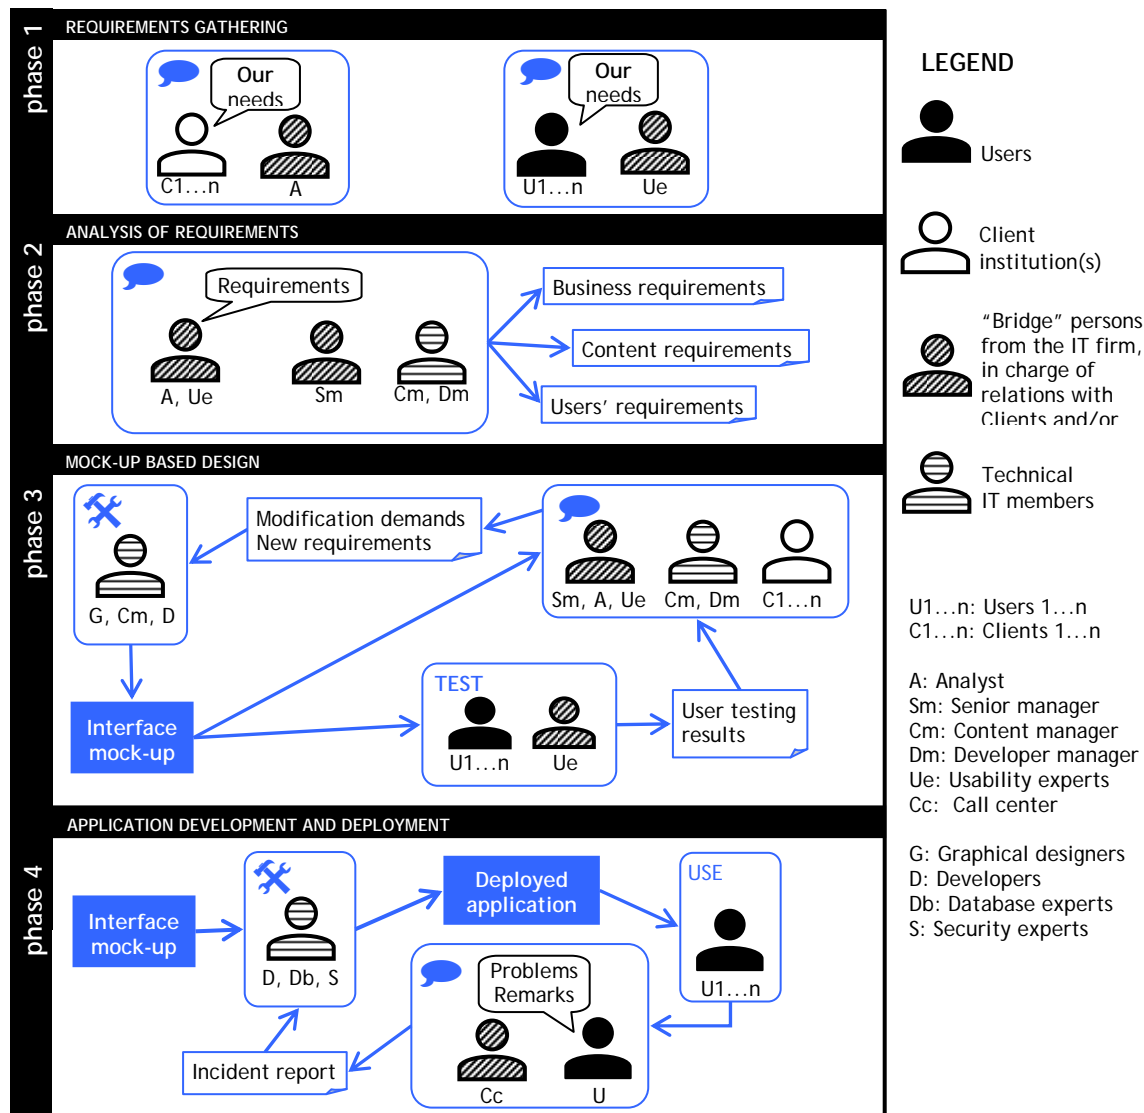 phase 1
REQUIREMENTS GATHERING
Our
needs
C1...n
A
Our
needs
U1...n
Ue
phase 2
ANALYSIS OF REQUIREMENTS
Requirements
A, Ue
Sm
Cm, Dm
Business requirements
Content requirements
Users' requirements
phase 3
MOCK-UP BASED DESIGN
G, Cm, D
Modification demands
New requirements
Sm, A, Ue
Cm, Dm
C1...n
Interface
mock-up
TEST
U1...n
Ue
User testing
results
phase 4
APPLICATION DEVELOPMENT AND DEPLOYMENT
Interface
mock-up
D, Db, S
Deployed
application
USE
U1...n
Problems
Remarks
Cc
U
Incident report
LEGEND
Users
Client
institution(s)
"Bridge" persons
from the IT firm,
in charge of
relations with
Clients and/or
Technical
IT members
U1...n: Users 1...n
C1...n: Clients 1...n
A: Analyst
Sm: Senior manager
Cm: Content manager
Dm: Developer manager
Ue: Usability experts
Cc: Call center
G: Graphical designers
D: Developers
Db: Database experts
S: Security experts